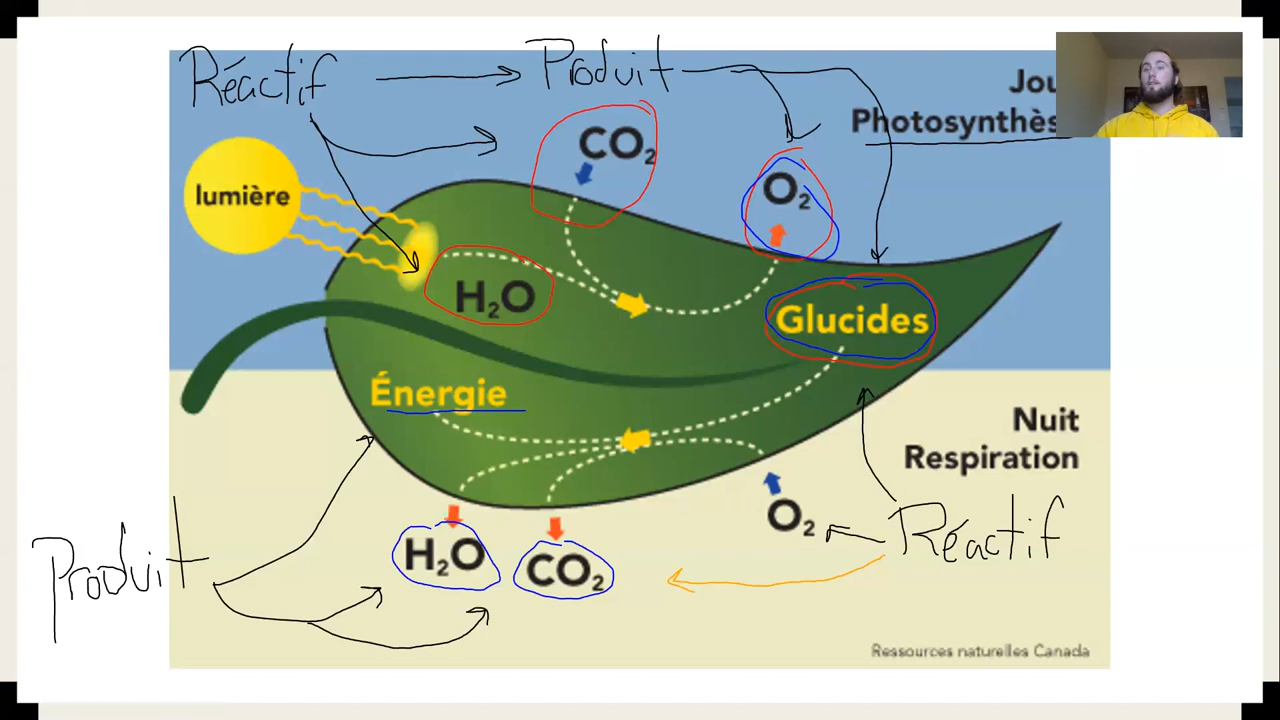 Réactif
Produit
Jou
Photosynthès
CO₂
O₂
lumière
H₂O
Glucides
Énergie
Nuit
Respiration
O₂
Réactif
Produit
H₂O
CO₂
Ressources naturelles Canada